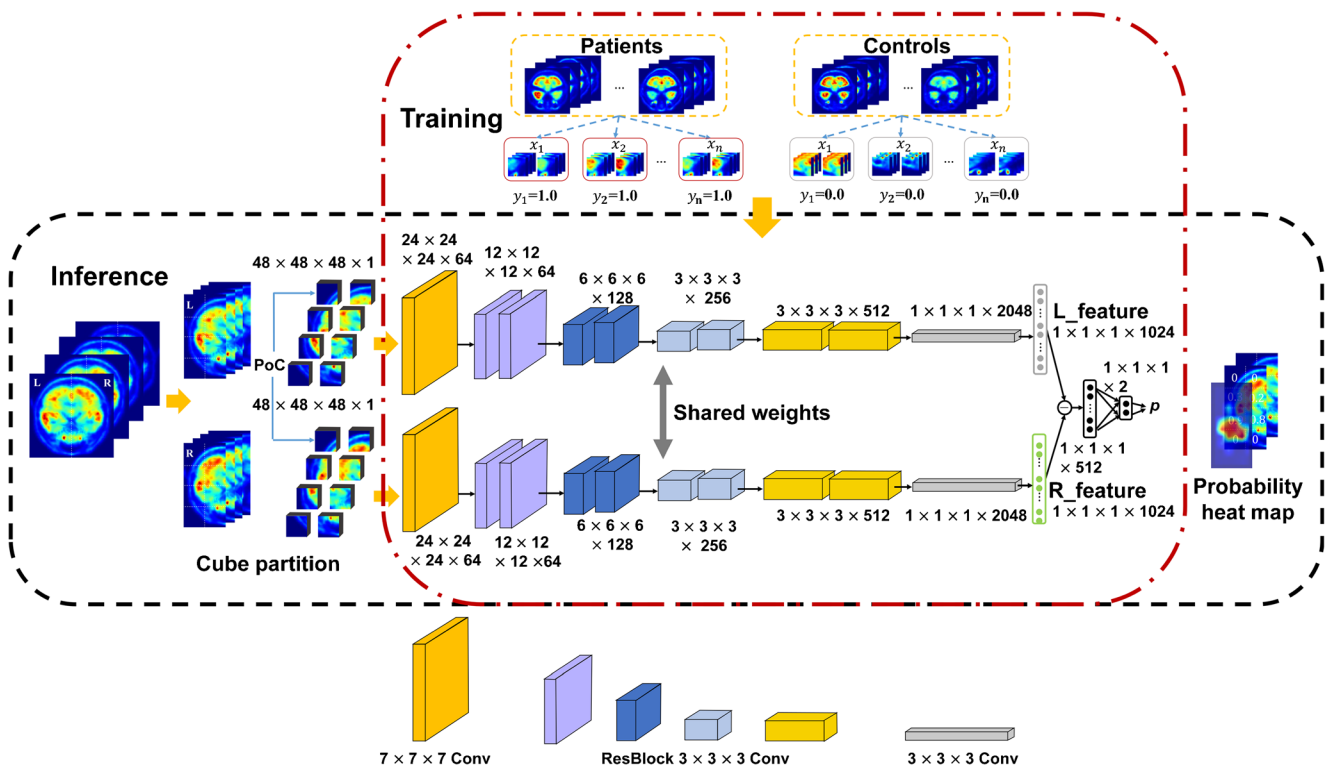 Patients
Controls
...
...
Training
x1
x2
...
xn
...
x1
x2
...
xn
y1=1.0
y2=1.0
yn=1.0
y1=0.0
y2=0.0
yn=0.0
Inference
48 × 48 × 48 × 1
24 × 24
× 24 × 64
12 × 12
× 12 × 64
6 × 6 × 6
× 128
3 × 3 × 3
× 256
3 × 3 × 3 × 512
1 × 1 × 1 × 2048
L_feature
1 × 1 × 1 × 1024
L
L R
PoC
1 × 1 × 1
× 2
p
Shared weights
48 × 48 × 48 × 1
R
1 × 1 × 1
× 512
R_feature
1 × 1 × 1 × 1024
Probability
heat map
24 × 24
× 24 × 64
12 × 12
× 12 ×64
6 × 6 × 6
× 128
3 × 3 × 3
× 256
3 × 3 × 3 × 512
1 × 1 × 1 × 2048
Cube partition
7 × 7 × 7 Conv
ResBlock 3 × 3 × 3 Conv
3 × 3 × 3 Conv